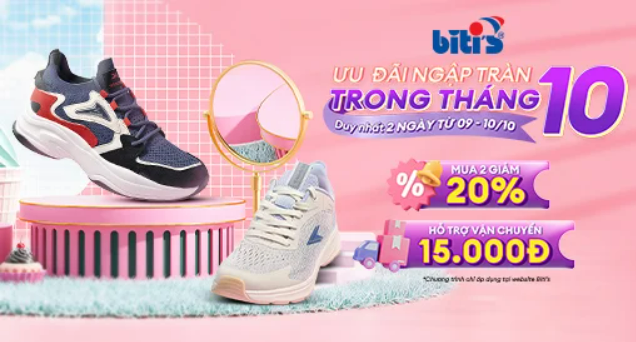 biti's®
ƯU ĐÃI NGẬP TRÀN
TRONG THÁNG 10
Duy nhất 2 NGÀY TỪ 09 - 10/10
%
MUA 2 GIẢM
20%
HỖ TRỢ VẬN CHUYỂN
15.000Đ
*Chương trình chỉ áp dụng tại website Biti's